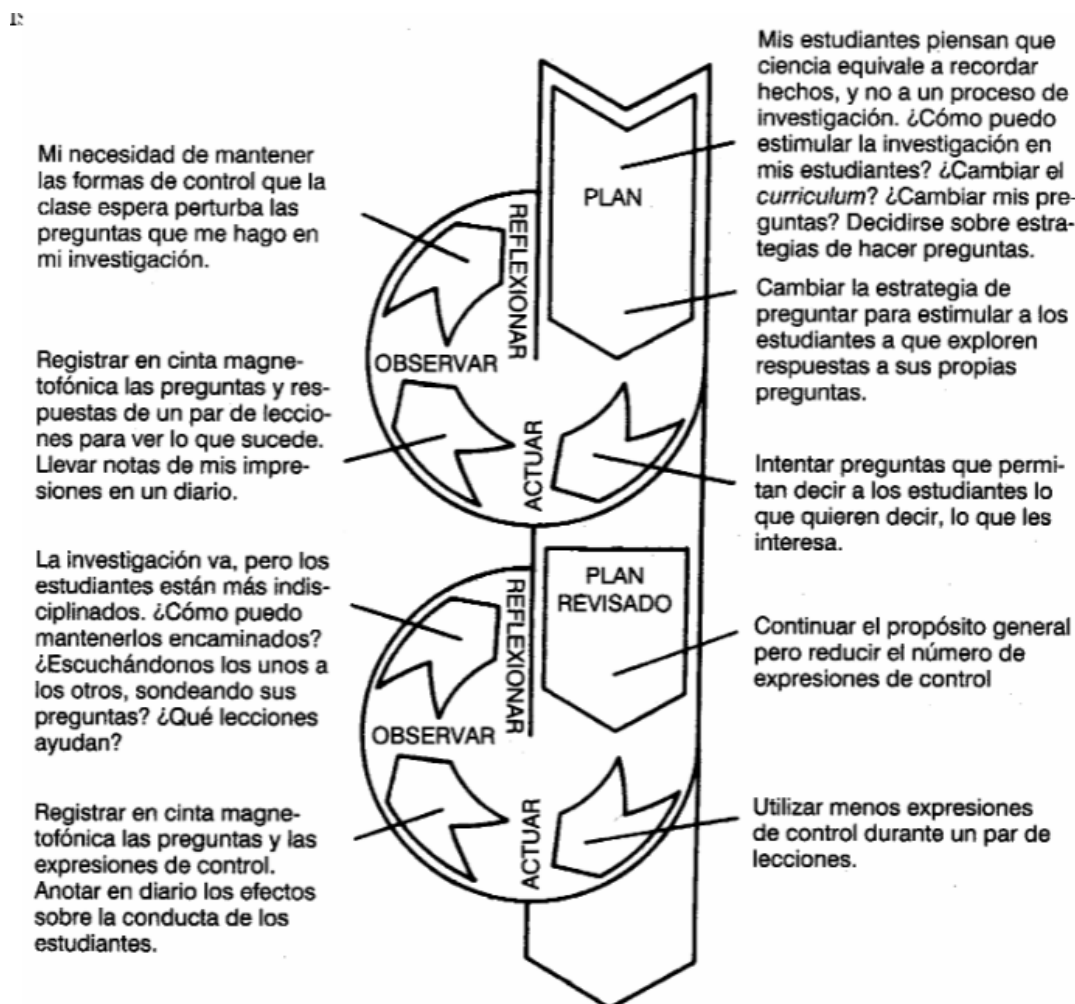 Mis estudiantes piensan que
ciencia equivale a recordar
hechos, y no a un proceso de
investigación. ¿Cómo puedo
estimular la investigación en
mis estudiantes? ¿Cambiar el
curriculum? ¿Cambiar mis pre-
guntas? Decidirse sobre estra-
tegias de hacer preguntas.
Cambiar la estrategia de
preguntar para estimular a los
estudiantes a que exploren
respuestas a sus propias
preguntas.
Intentar preguntas que permi-
tan decir a los estudiantes lo
que quieren decir, lo que les
interesa.
Continuar el propósito general
pero reducir el número de
expresiones de control
Utilizar menos expresiones
de control durante un par de
lecciones.
PLAN
REFLEXIONAR
OBSERVAR
ACTUAR
PLAN
REVISADO
REFLEXIONAR
OBSERVAR
ACTUAR
Mi necesidad de mantener
las formas de control que la
clase espera perturba las
preguntas que me hago en
mi investigación.
Registrar en cinta magne-
tofónica las preguntas y res-
puestas de un par de leccio-
nes para ver lo que sucede.
Llevar notas de mis impre-
siones en un diario.
La investigación va, pero los
estudiantes están más indis-
ciplinados. ¿Cómo puedo
mantenerlos encaminados?
¿Escuchándonos los unos a
los otros, sondeando sus
preguntas? ¿Qué lecciones
ayudan?
Registrar en cinta magne-
tofónica las preguntas y las
expresiones de control.
Anotar en diario los efectos
sobre la conducta de los
estudiantes.